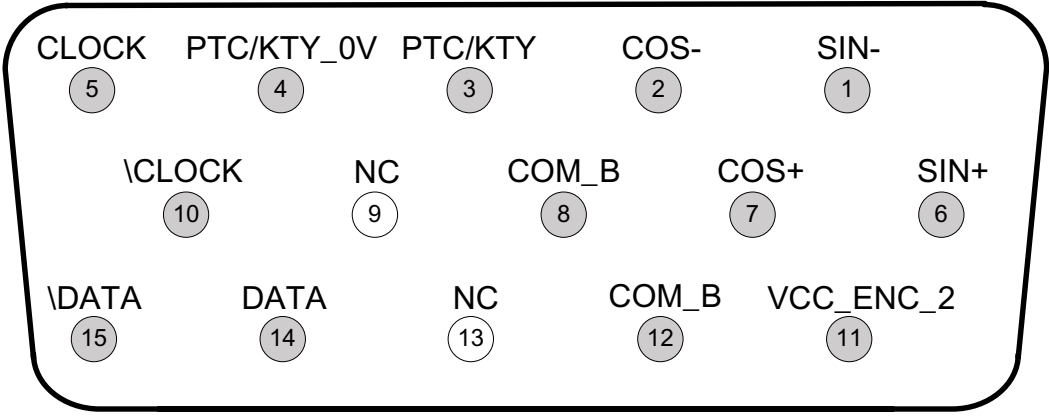 CLOCK PTC/KTY_0V PTC/KTY COS- SIN-
5 4 3 2 1
\CLOCK NC COM_B COS+ SIN+
10 9 8 7 6
\DATA DATA NC COM_B VCC_ENC_2
15 14 13 12 11